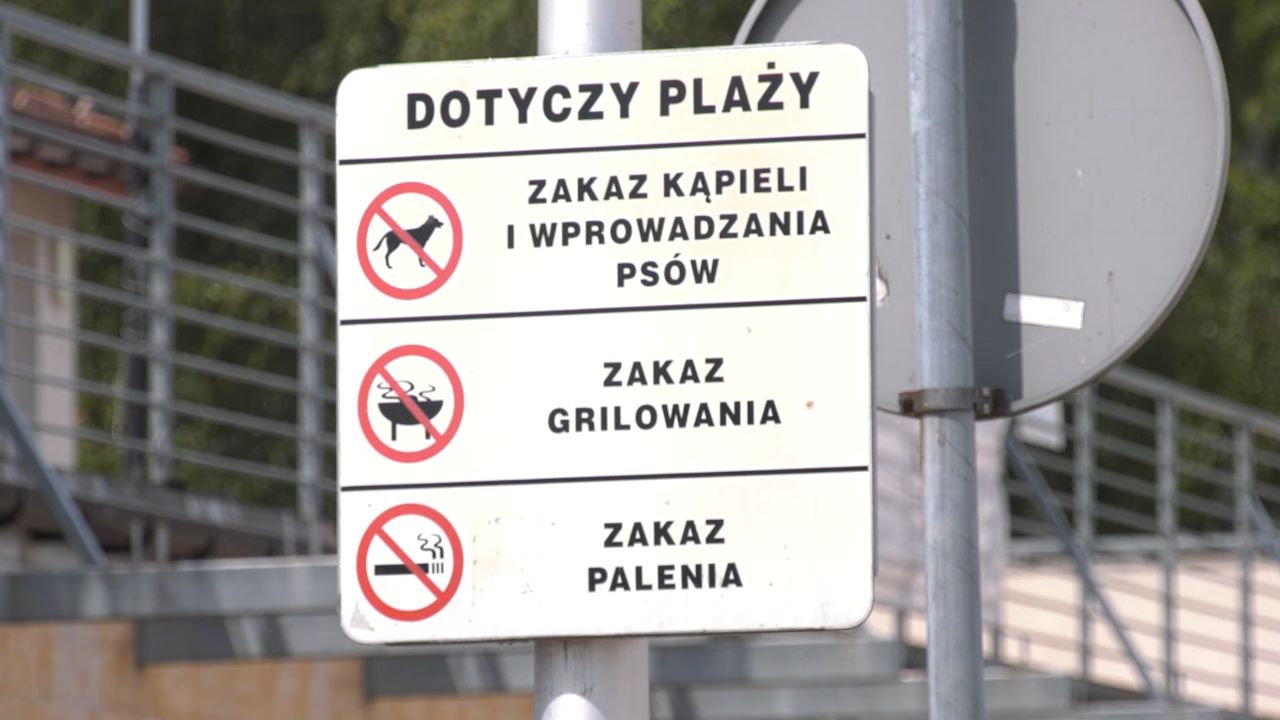 DOTYCZY PLAŻY
ZAKAZ KĄPIELI
I WPROWADZANIA
PSÓW
ZAKAZ
GRILOWANIA
ZAKAZ
PALENIA